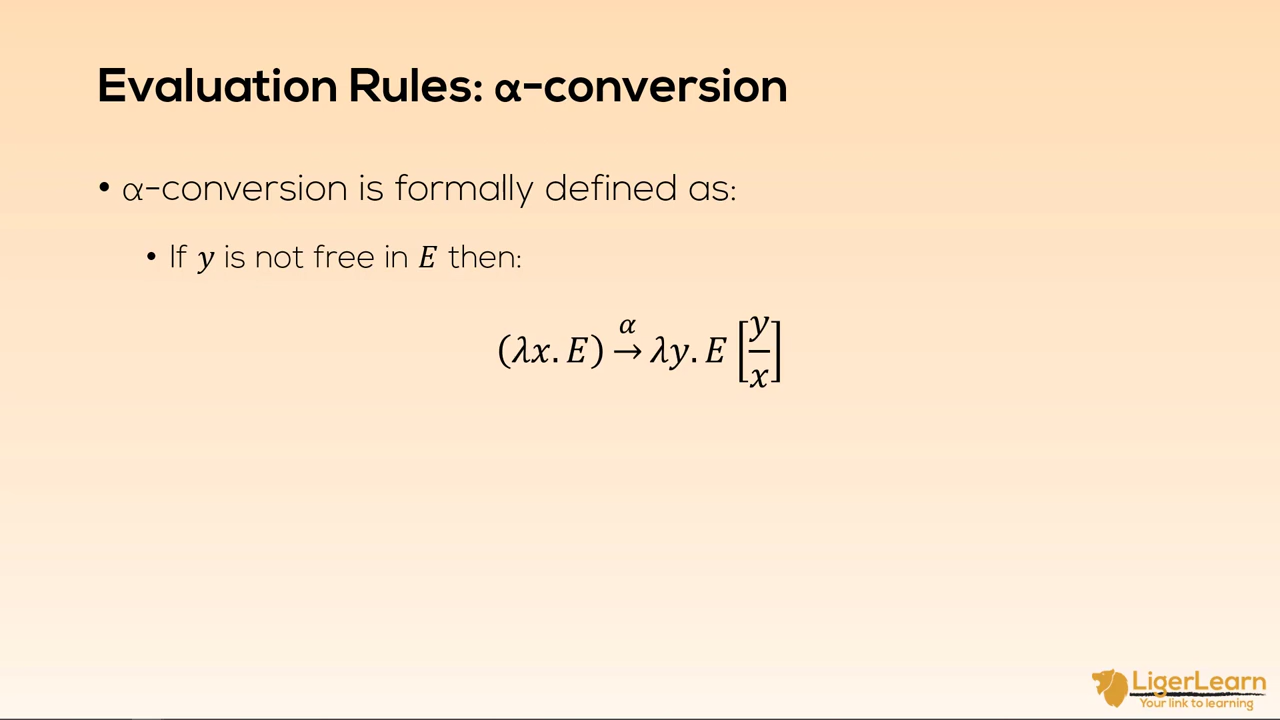 Evaluation Rules: α-conversion
• α-conversion is formally defined as:
• If y is not free in E then:
(λx. E) →^α λy. E [y/x]
LigerLearn
Your link to learning